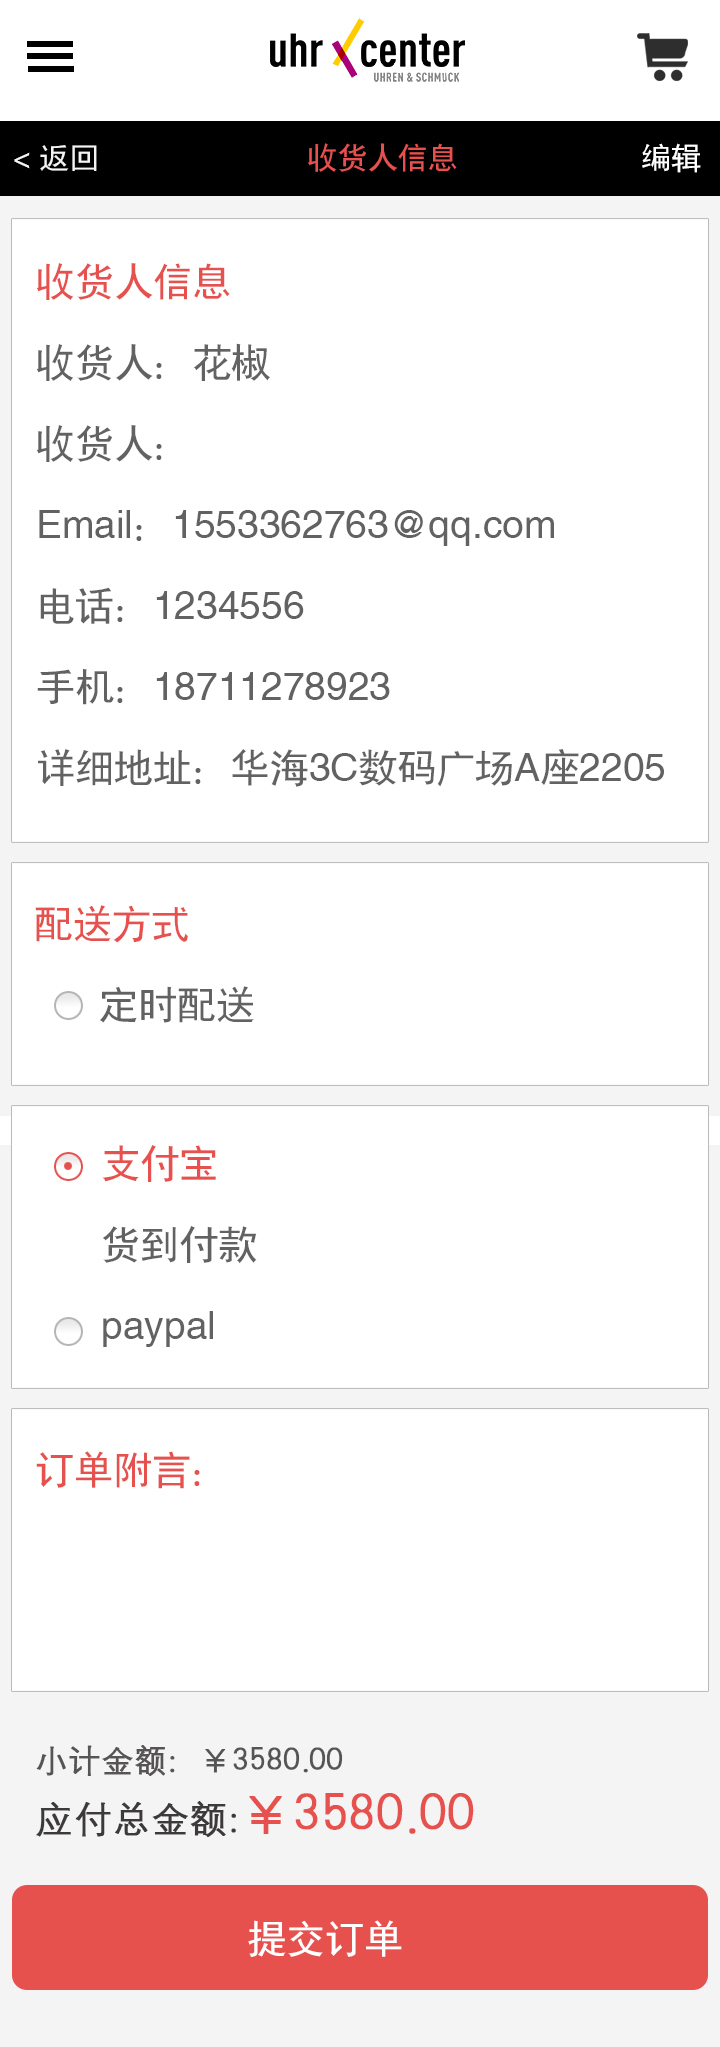 uhr center
UHREN & SCHMUCK
< 返回 收货人信息 编辑
收货人信息
收货人: 花椒
收货人:
Email: 1553362763@qq.com
电话: 1234556
手机: 18711278923
详细地址: 华海3C数码广场A座2205
配送方式
定时配送
支付宝
货到付款
paypal
订单附言:
小计金额: ￥3580.00
应付总金额:￥3580.00
提交订单